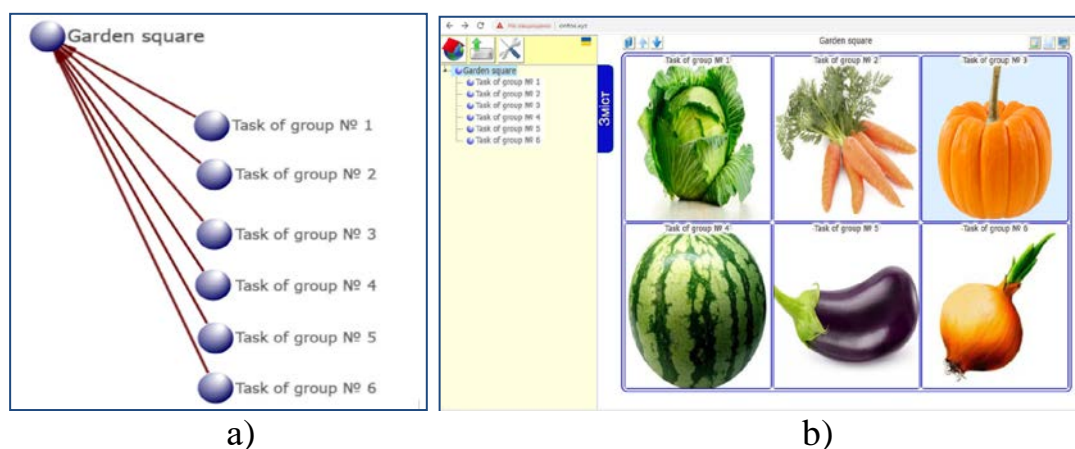 Garden square
Task of group № 1
Task of group № 2
Task of group № 3
Task of group № 4
Task of group № 5
Task of group № 6
a)
Garden square
Task of group № 1
Task of group № 2
Task of group № 3
Task of group № 4
Task of group № 5
Task of group № 6
Зміст
Garden square
Task of group № 1
Task of group № 2
Task of group № 3
Task of group № 4
Task of group № 5
Task of group № 6
b)